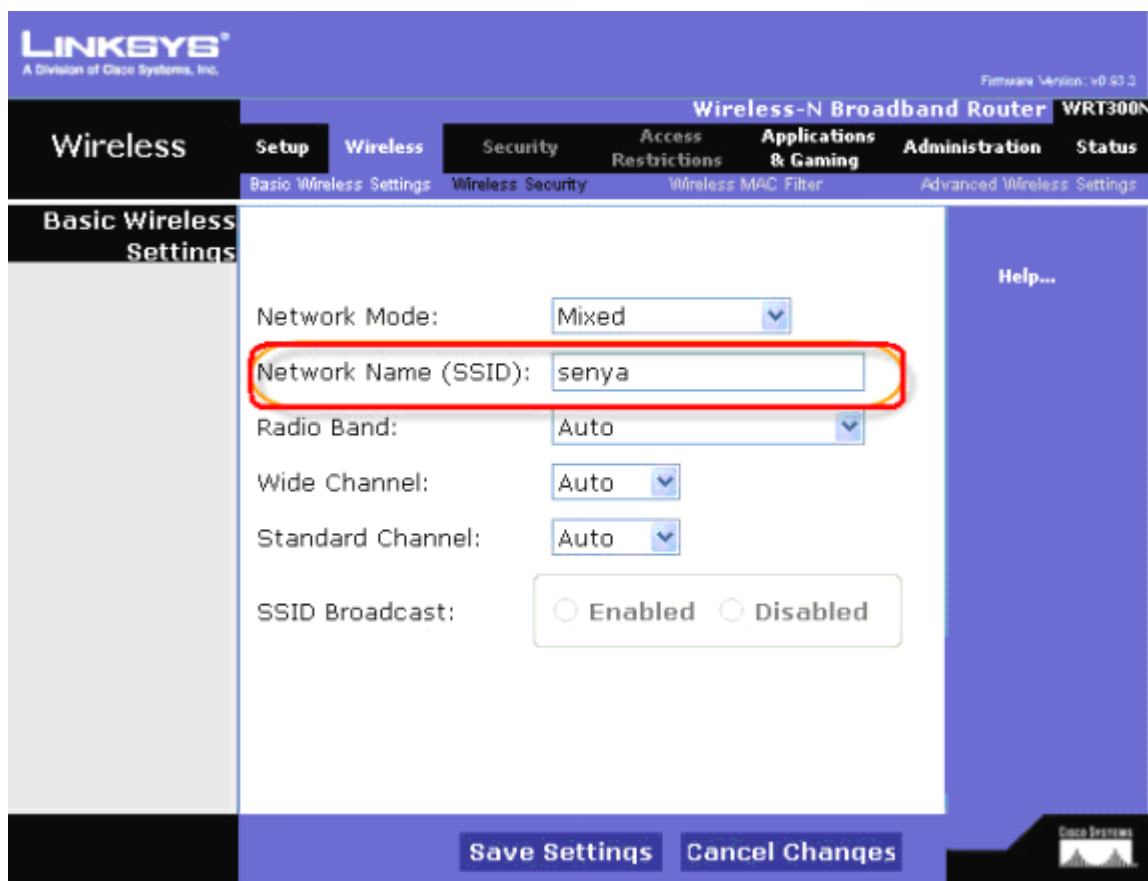 LINKSYS®
A Division of Cisco Systems, Inc.
Firmware Version: v0.93.3
Wireless-N Broadband Router WRT300N
Wireless
Setup Wireless Security Access Restrictions Applications & Gaming Administration Status
Basic Wireless Settings Wireless Security Wireless MAC Filter Advanced Wireless Settings
Basic Wireless
Settings
Help...
Network Mode: Mixed
Network Name (SSID): senya
Radio Band: Auto
Wide Channel: Auto
Standard Channel: Auto
SSID Broadcast: Enabled Disabled
Save Settings Cancel Changes
Cisco Systems